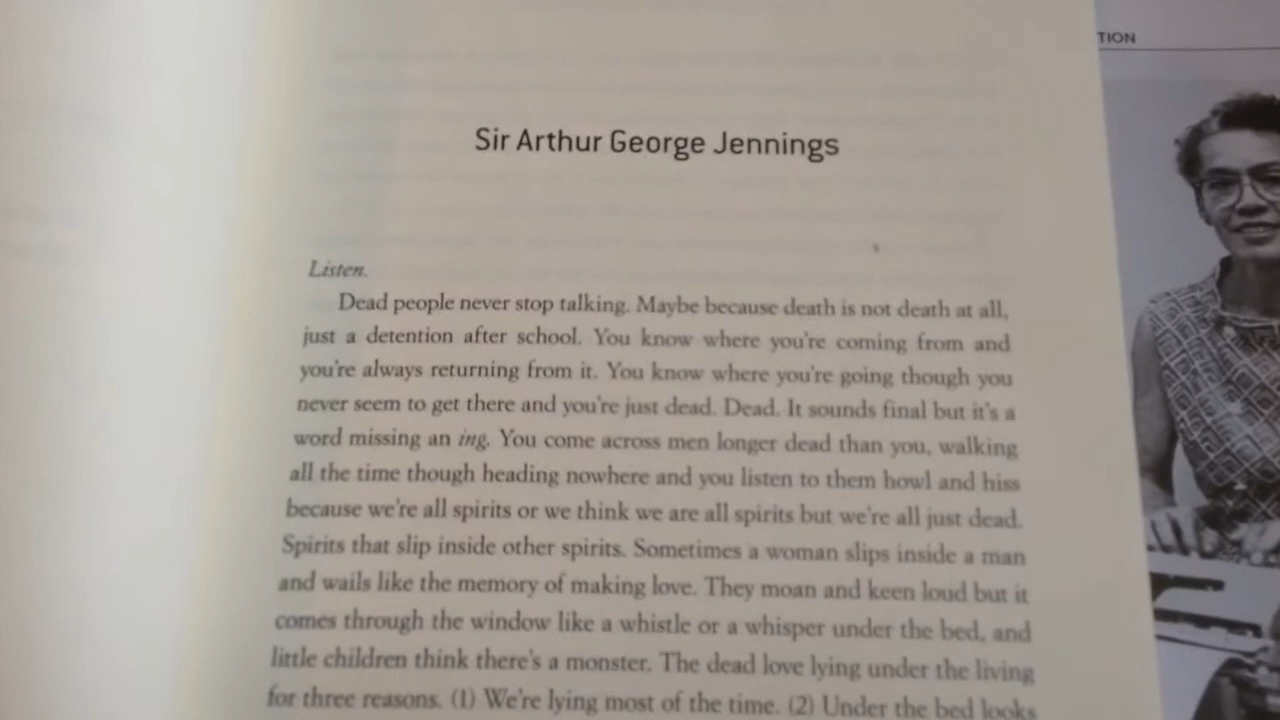 TION
Sir Arthur George Jennings
Listen.
Dead people never stop talking. Maybe because death is not death at all,
just a detention after school. You know where you're coming from and
you're always returning from it. You know where you're going though you
never seem to get there and you're just dead. Dead. It sounds final but it's a
word missing an ing. You come across men longer dead than you, walking
all the time though heading nowhere and you listen to them howl and hiss
because we're all spirits or we think we are all spirits but we're all just dead.
Spirits that slip inside other spirits. Sometimes a woman slips inside a man
and wails like the memory of making love. They moan and keen loud but it
comes through the window like a whistle or a whisper under the bed, and
little children think there's a monster. The dead love lying under the living
for three reasons. (1) We're lying most of the time. (2) Under the bed looks